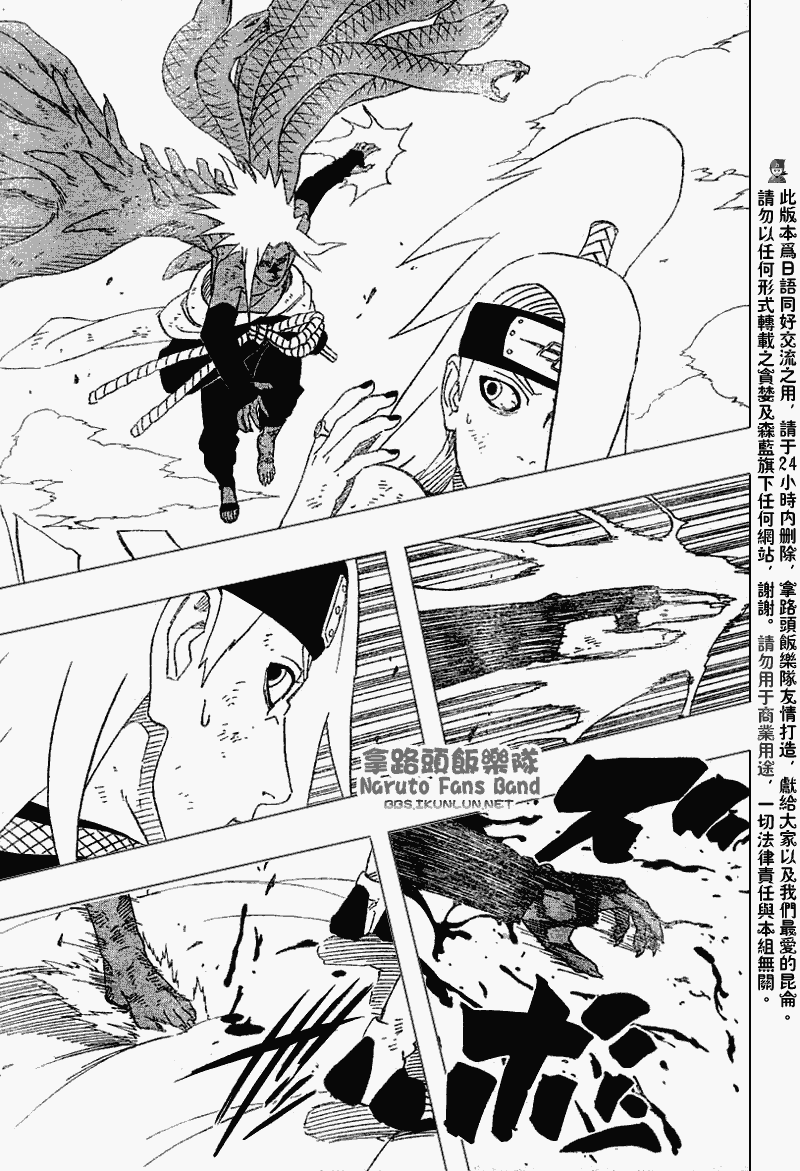 此版本爲日語同好交流之用，請于24小時内删除，拿路頭飯樂隊友情打造，獻給大家以及我們最愛的昆侖。
請勿以任何形式轉載之貪婪及森藍旗下任何網站，謝謝。請勿用于商業用途，一切法律責任與本組無關。
拿路頭飯樂隊
Naruto Fans Band
BBS.IKUNLUN.NET
ズズ
ズボッ